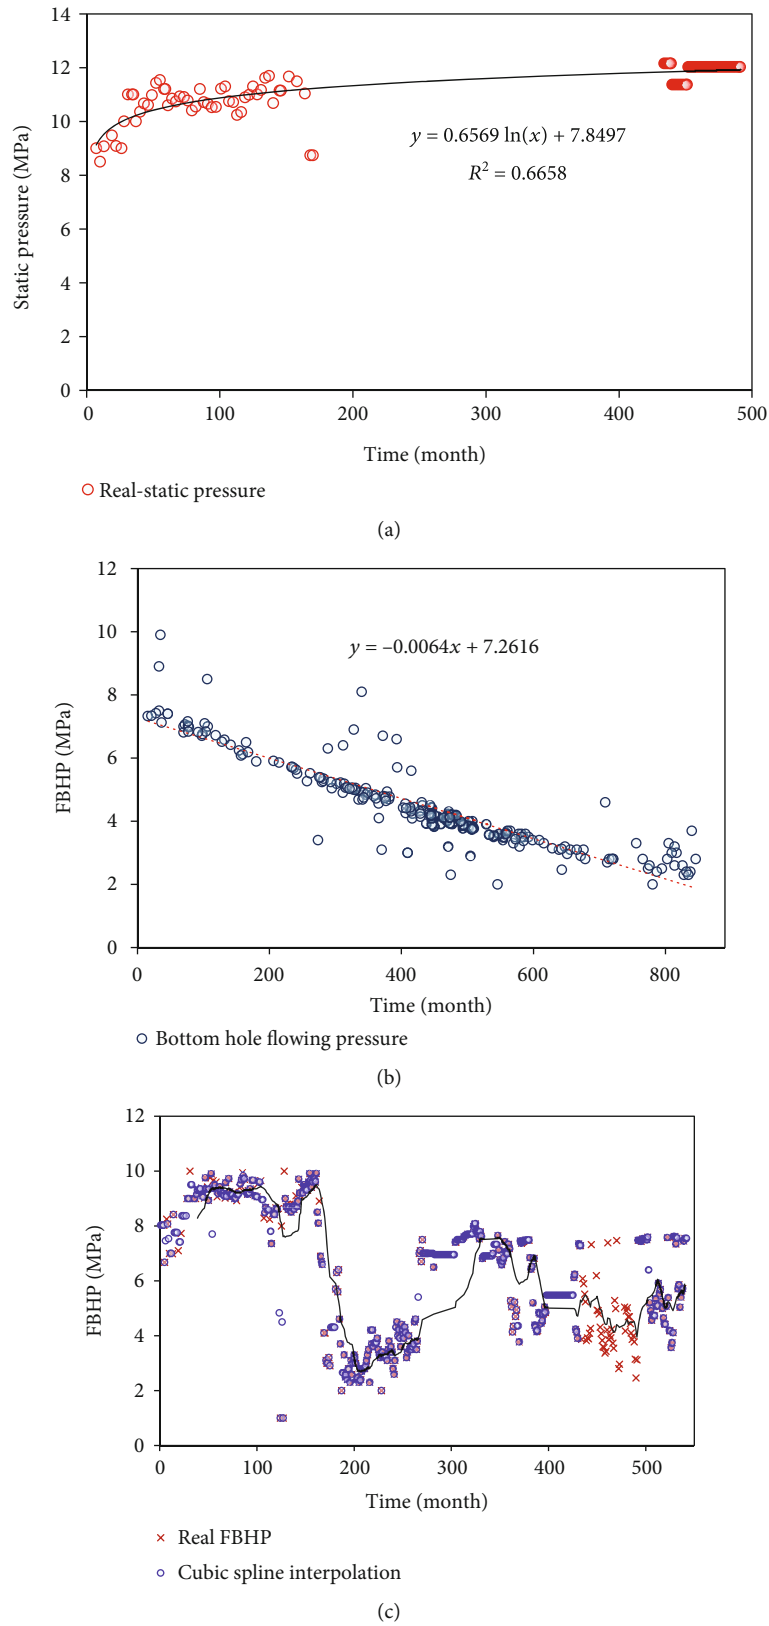 14
12
10
8
6
4
2
0
Static pressure (MPa)
y = 0.6569 ln(x) + 7.8497
R² = 0.6658
0 100 200 300 400 500
Time (month)
Real-static pressure
(a)
12
10
8
6
4
2
0
FBHP (MPa)
y = –0.0064x + 7.2616
0 200 400 600 800
Time (month)
Bottom hole flowing pressure
(b)
12
10
8
6
4
2
0
FBHP (MPa)
0 100 200 300 400 500
Time (month)
Real FBHP
Cubic spline interpolation
(c)